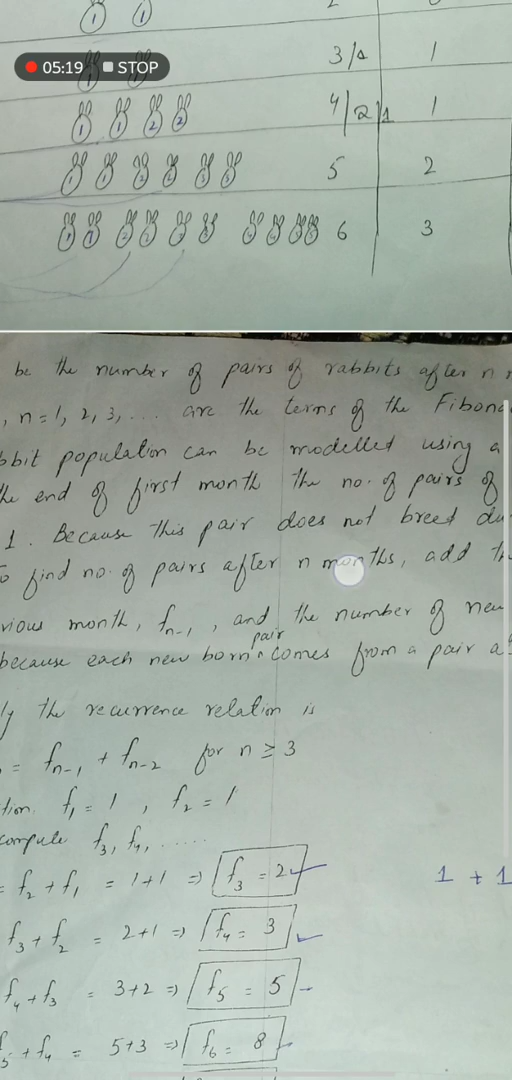 05:19 STOP
3/
1
4
1
5 2
6 3
be the number of pairs of rabbits after n
, n=1, 2, 3, .... are the terms of the Fibona
bbit population can be modelled using a
the end of first month the no. of pairs of
1. Because this pair does not breed du
o find no. of pairs after n months, add th
vious month, fn-1, and the number of new
pair
because each new born ^ comes from a pair a
ly the recurrence relation is
= fn-1 + fn-2 for n ≥ 3
tion f1 = 1 , f2 = 1
compute f3, f4, .....
= f2 + f1 = 1+1 => f3 = 2
1 + 1
f3 + f2 = 2+1 => f4 = 3
f4 + f3 = 3+2 => f5 = 5
f5 + f4 = 5+3 => f6 = 8